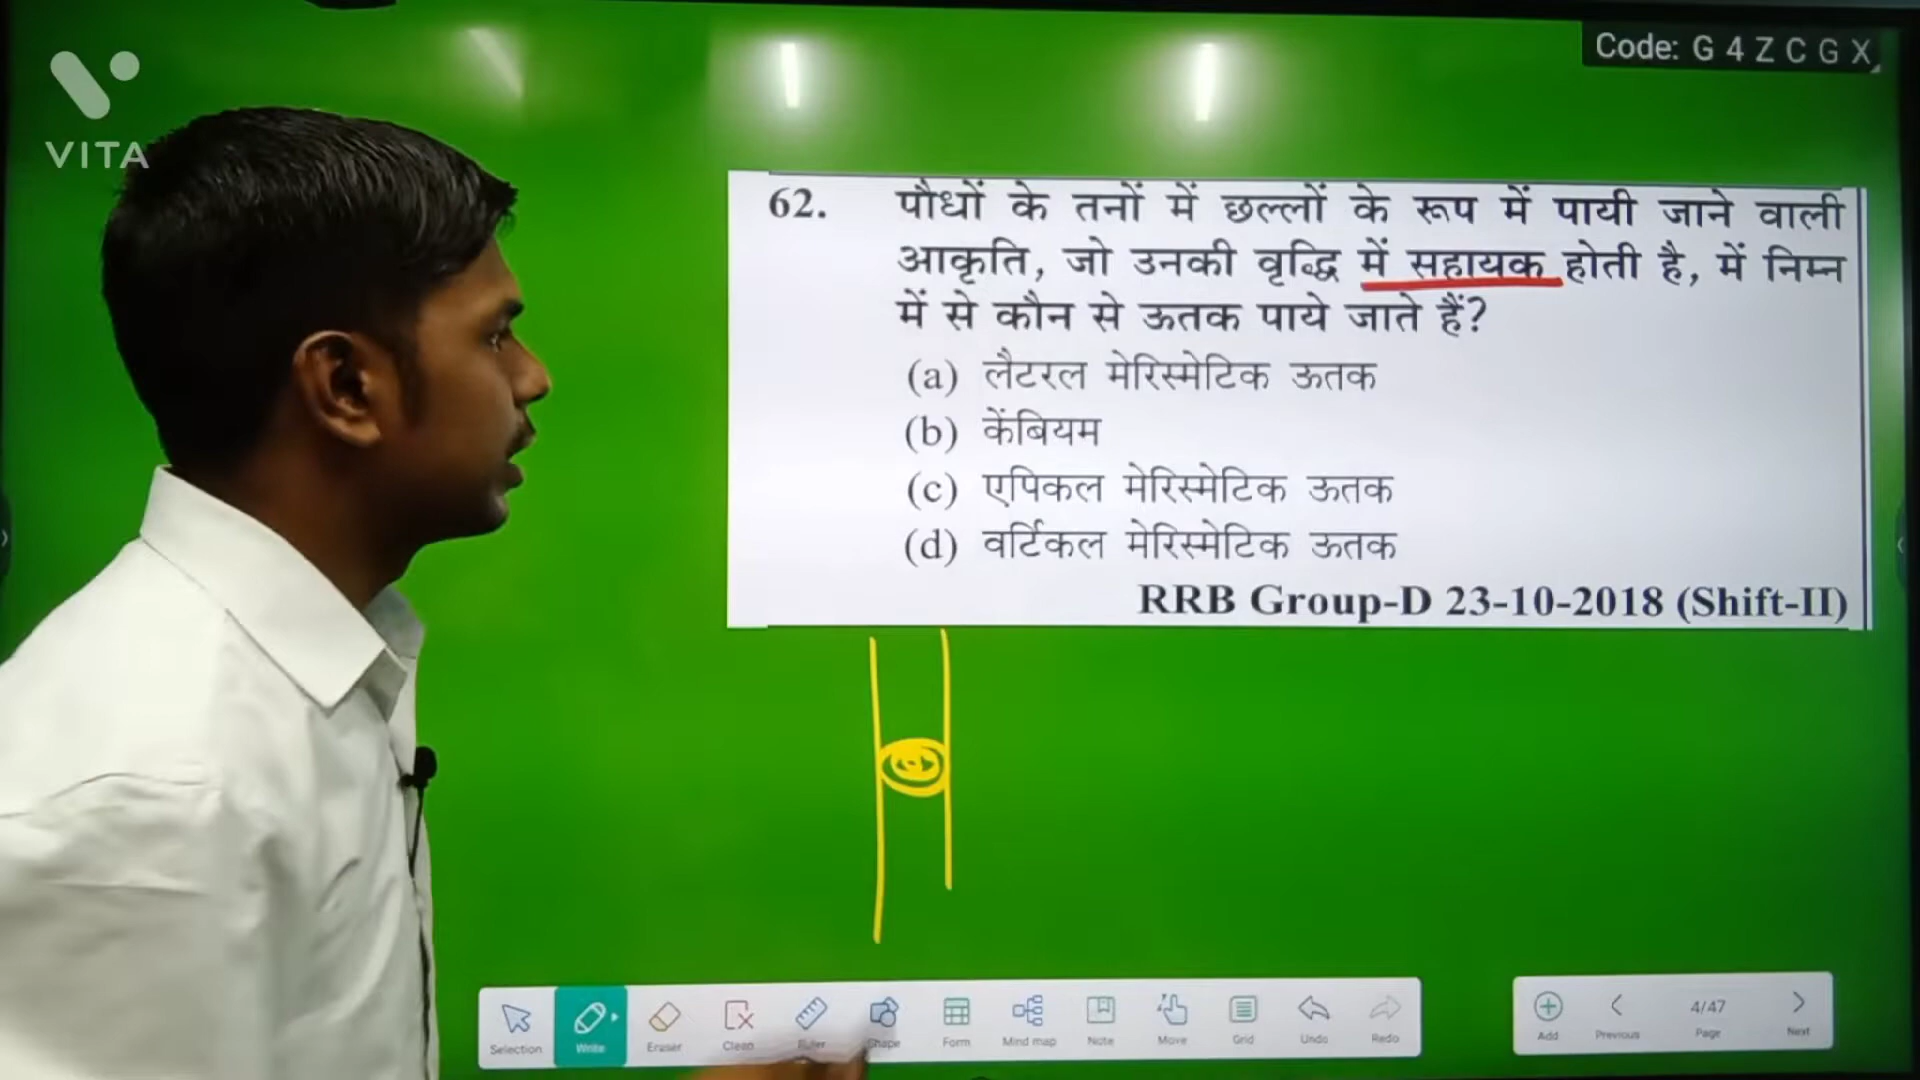 VITA
Code: G 4 Z C G X
62. पौधों के तनों में छल्लों के रूप में पायी जाने वाली
आकृति, जो उनकी वृद्धि में सहायक होती है, में निम्न
में से कौन से ऊतक पाये जाते हैं?
(a) लैटरल मेरिस्मेटिक ऊतक
(b) केंबियम
(c) एपिकल मेरिस्मेटिक ऊतक
(d) वर्टिकल मेरिस्मेटिक ऊतक
RRB Group-D 23-10-2018 (Shift-II)
Selection Write Eraser Clean Ruler Shape Form Mind map Note Move Grid Undo Redo
4/47
Add Previous Page Next